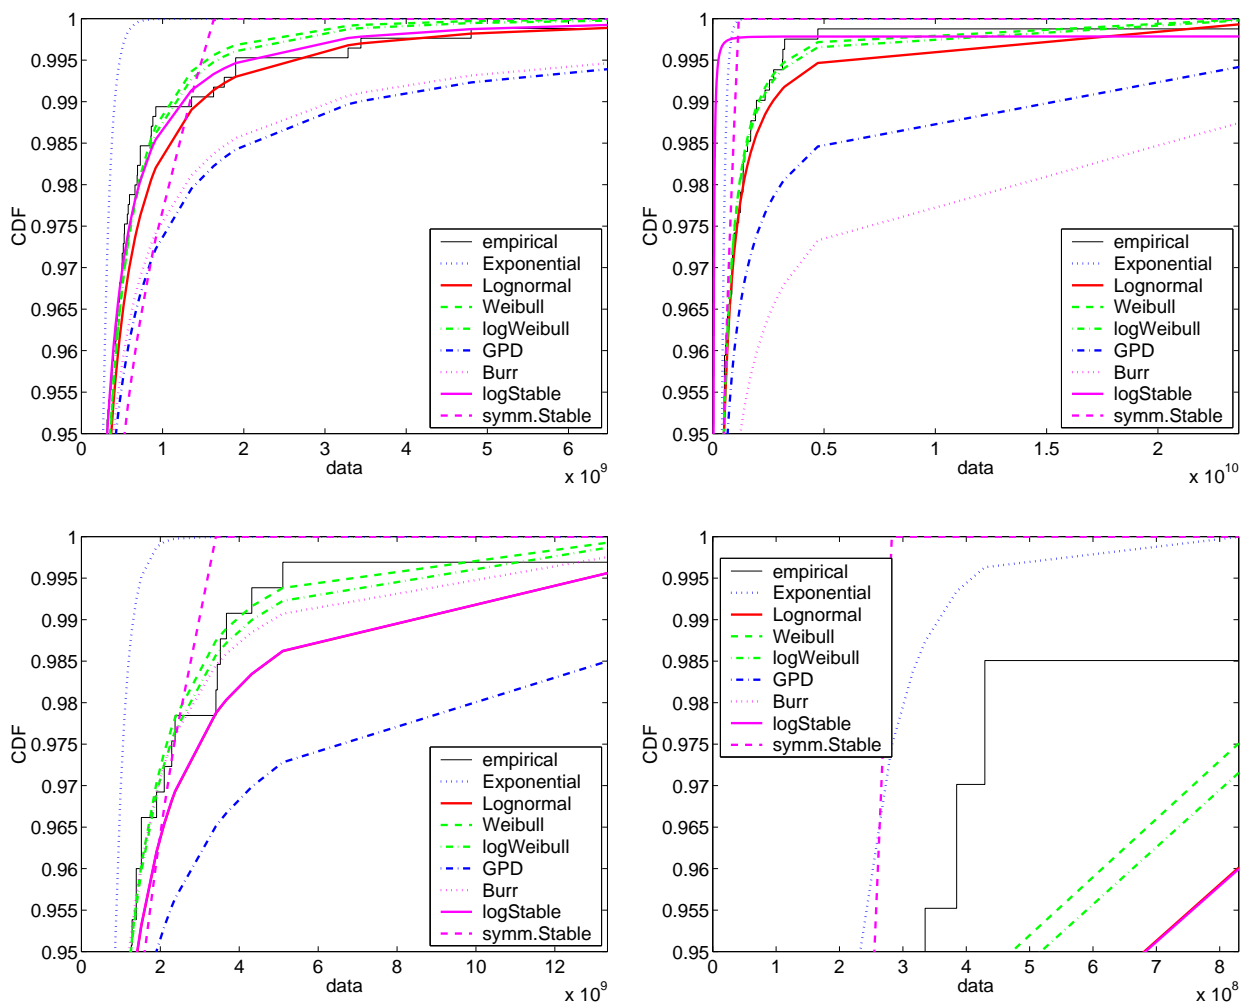 1
0.995
0.99
0.985
0.98
0.975
0.97
0.965
0.96
0.955
0.95
CDF
0 1 2 3 4 5 6
data
x 10^9
empirical
Exponential
Lognormal
Weibull
logWeibull
GPD
Burr
logStable
symm.Stable
1
0.995
0.99
0.985
0.98
0.975
0.97
0.965
0.96
0.955
0.95
CDF
0 0.5 1 1.5 2
data
x 10^10
empirical
Exponential
Lognormal
Weibull
logWeibull
GPD
Burr
logStable
symm.Stable
1
0.995
0.99
0.985
0.98
0.975
0.97
0.965
0.96
0.955
0.95
CDF
0 2 4 6 8 10 12
data
x 10^9
empirical
Exponential
Lognormal
Weibull
logWeibull
GPD
Burr
logStable
symm.Stable
1
0.995
0.99
0.985
0.98
0.975
0.97
0.965
0.96
0.955
0.95
CDF
0 1 2 3 4 5 6 7 8
data
x 10^8
empirical
Exponential
Lognormal
Weibull
logWeibull
GPD
Burr
logStable
symm.Stable